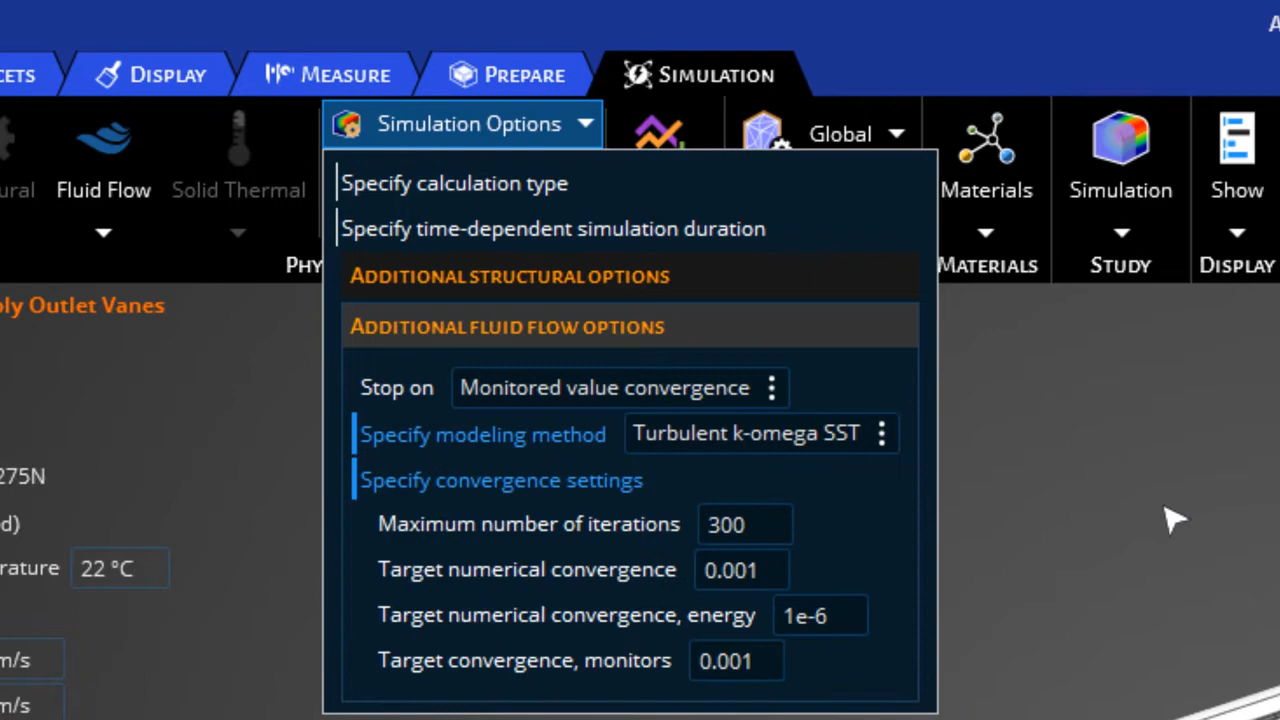 A
CETS
DISPLAY
MEASURE
PREPARE
SIMULATION
Simulation Options
Global
ural
Fluid Flow
Solid Thermal
Materials
Simulation
Show
PHY
MATERIALS
STUDY
DISPLAY
Specify calculation type
Specify time-dependent simulation duration
ADDITIONAL STRUCTURAL OPTIONS
ADDITIONAL FLUID FLOW OPTIONS
Stop on Monitored value convergence
Specify modeling method Turbulent k-omega SST
Specify convergence settings
Maximum number of iterations 300
Target numerical convergence 0.001
Target numerical convergence, energy 1e-6
Target convergence, monitors 0.001
ly Outlet Vanes
275N
d)
rature 22 °C
m/s
m/s